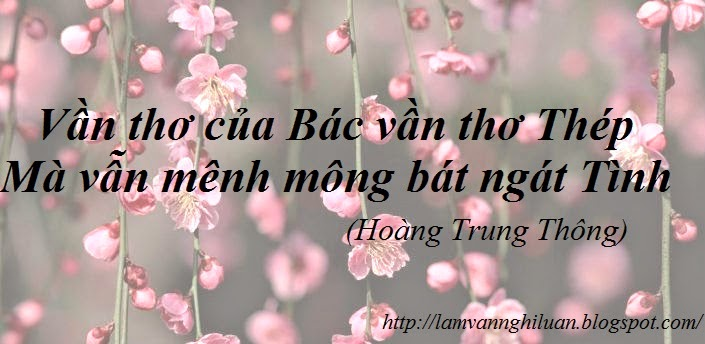 Vần thơ của Bác vần thơ Thép
Mà vẫn mênh mông bát ngát Tình
(Hoàng Trung Thông)
http://lamvannghiluan.blogspot.com/